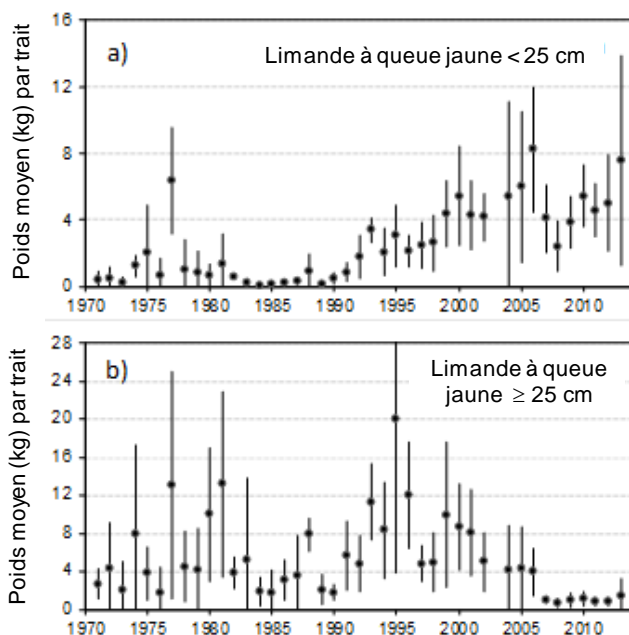 Poids moyen (kg) par trait
16
12
8
4
0
a)
Limande à queue jaune < 25 cm
1970 1975 1980 1985 1990 1995 2000 2005 2010
Poids moyen (kg) par trait
28
24
20
16
12
8
4
0
b)
Limande à queue
jaune ≥ 25 cm
1970 1975 1980 1985 1990 1995 2000 2005 2010